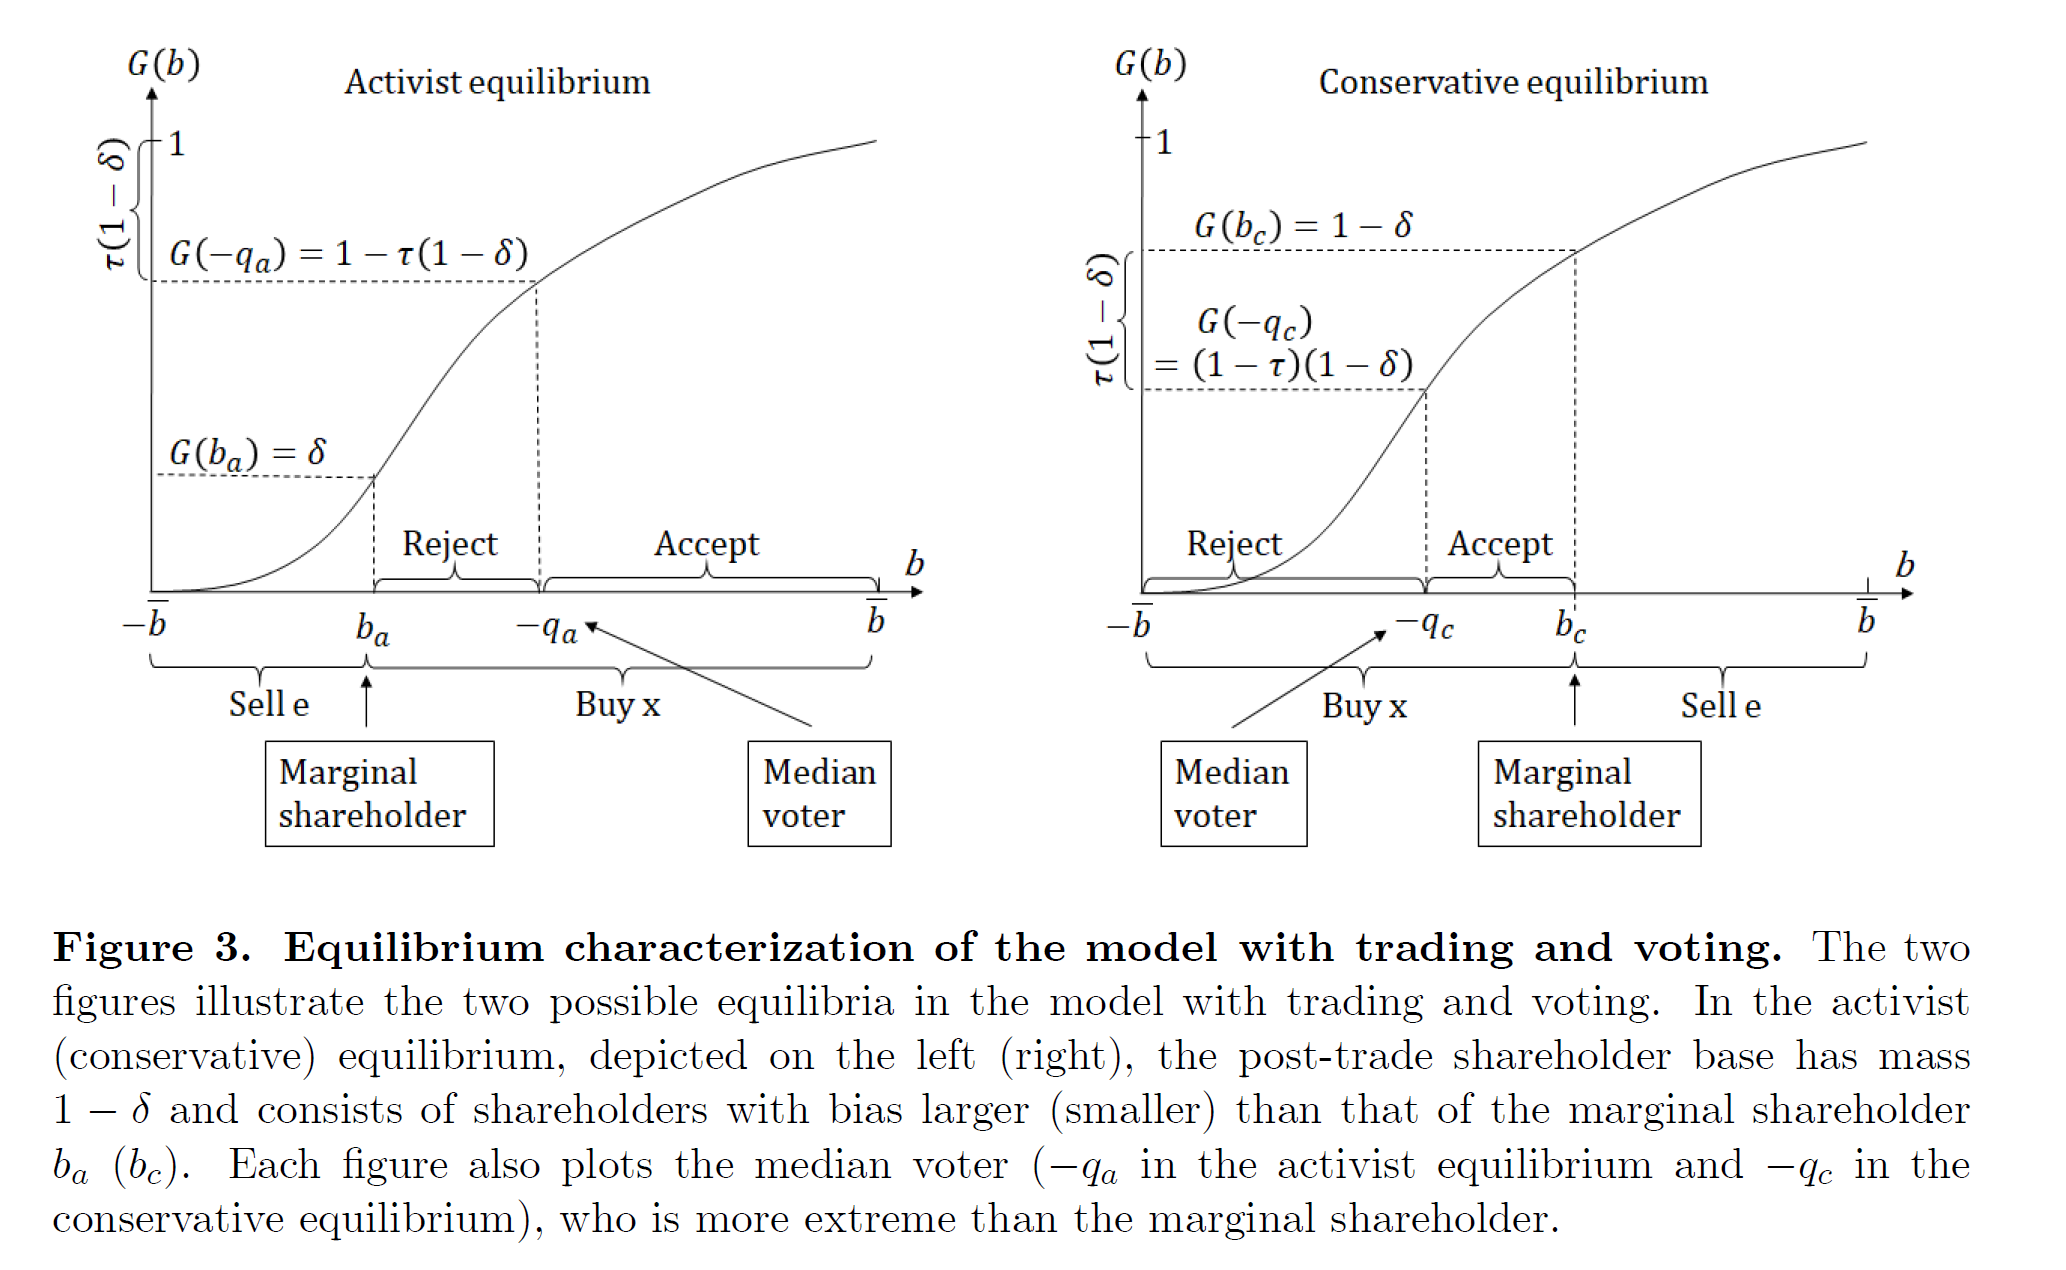 G(b)
Activist equilibrium
1
τ(1 − δ)
G(−qₐ) = 1 − τ(1 − δ)
G(bₐ) = δ
Reject
Accept
b
−b̅
bₐ
−qₐ
b̅
Sell e
Buy x
Marginal
shareholder
Median
voter
G(b)
Conservative equilibrium
1
G(b_c) = 1 − δ
τ(1 − δ)
G(−q_c)
= (1 − τ)(1 − δ)
Reject
Accept
b
−b̅
−q_c
b_c
b̅
Buy x
Sell e
Median
voter
Marginal
shareholder
Figure 3. Equilibrium characterization of the model with trading and voting. The two
figures illustrate the two possible equilibria in the model with trading and voting. In the activist
(conservative) equilibrium, depicted on the left (right), the post-trade shareholder base has mass
1 − δ and consists of shareholders with bias larger (smaller) than that of the marginal shareholder
bₐ (b_c). Each figure also plots the median voter (−qₐ in the activist equilibrium and −q_c in the
conservative equilibrium), who is more extreme than the marginal shareholder.